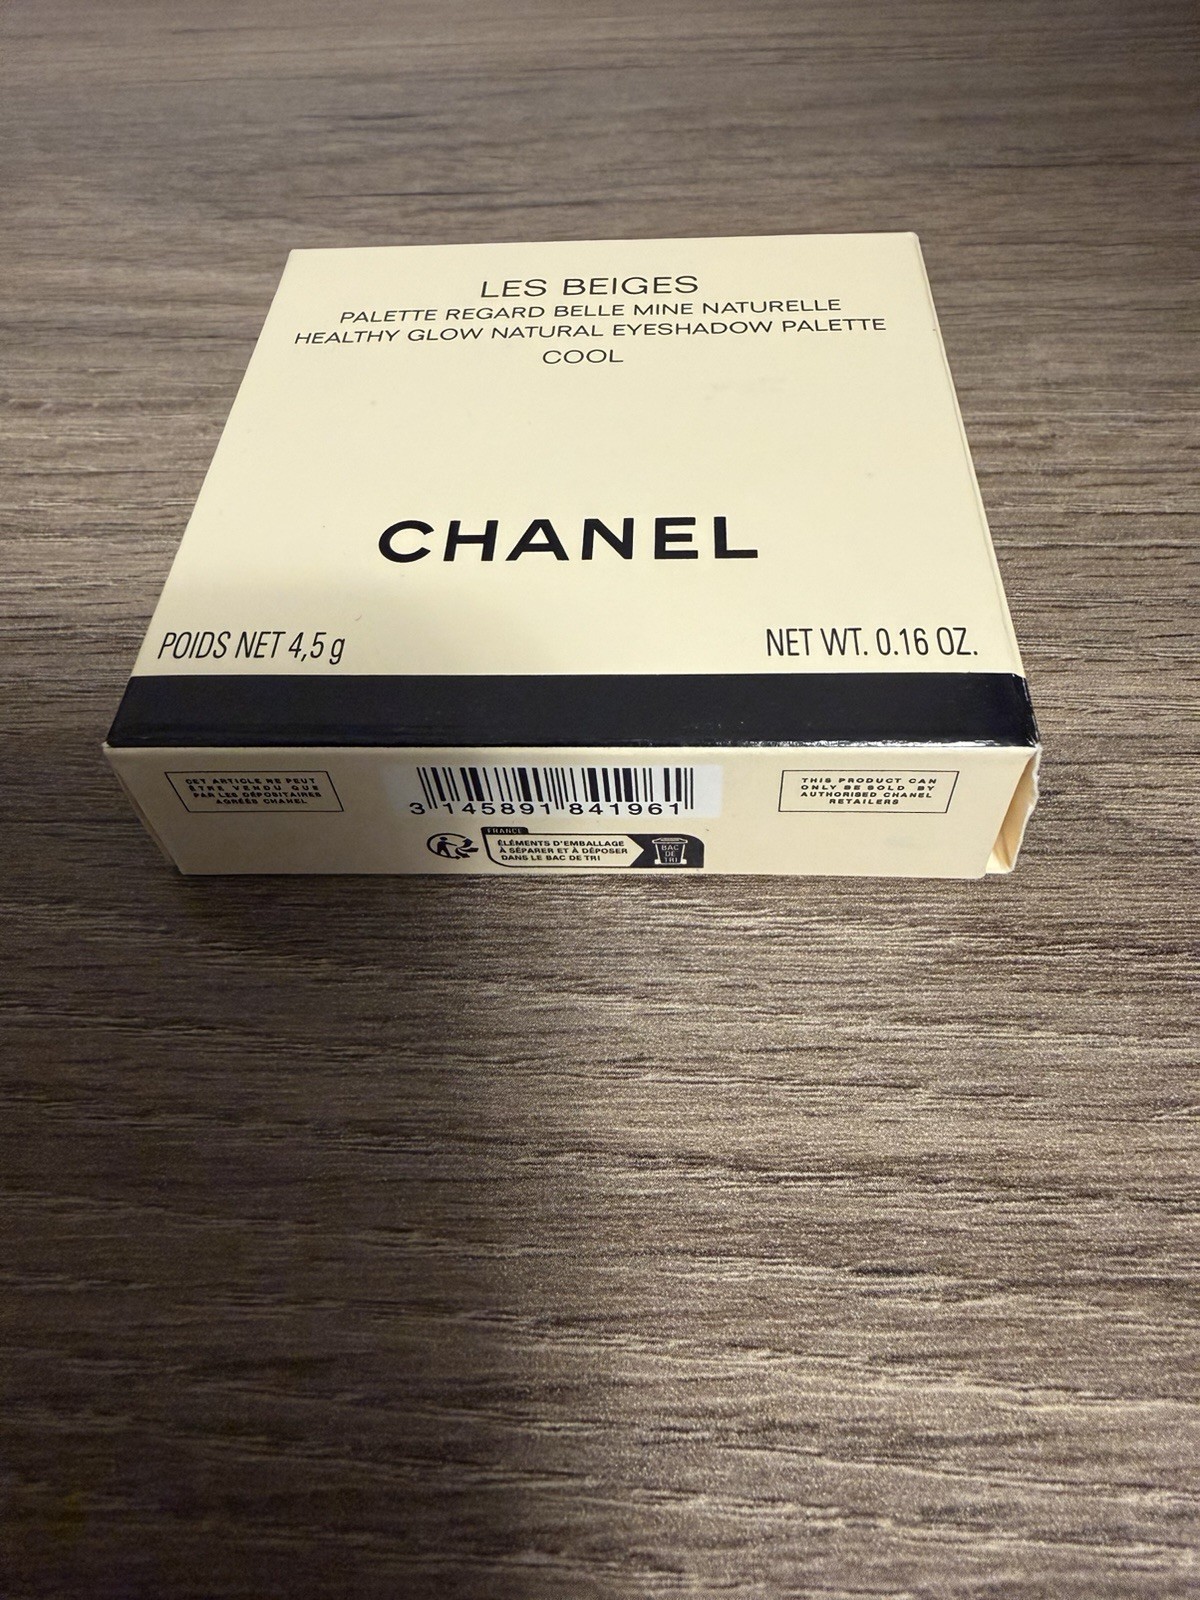 LES BEIGES
PALETTE REGARD BELLE MINE NATURELLE
HEALTHY GLOW NATURAL EYESHADOW PALETTE
COOL
CHANEL
POIDS NET 4,5 g
NET WT. 0.16 OZ.
CET ARTICLE NE PEUT
ÊTRE VENDU QUE
PAR LES DÉPOSITAIRES
AGRÉÉS CHANEL
3 145891 841961
THIS PRODUCT CAN
ONLY BE SOLD BY
AUTHORISED CHANEL
RETAILERS
FRANCE
ÉLÉMENTS D'EMBALLAGE
À SÉPARER ET À DÉPOSER
DANS LE BAC DE TRI
BAC
DE
TRI